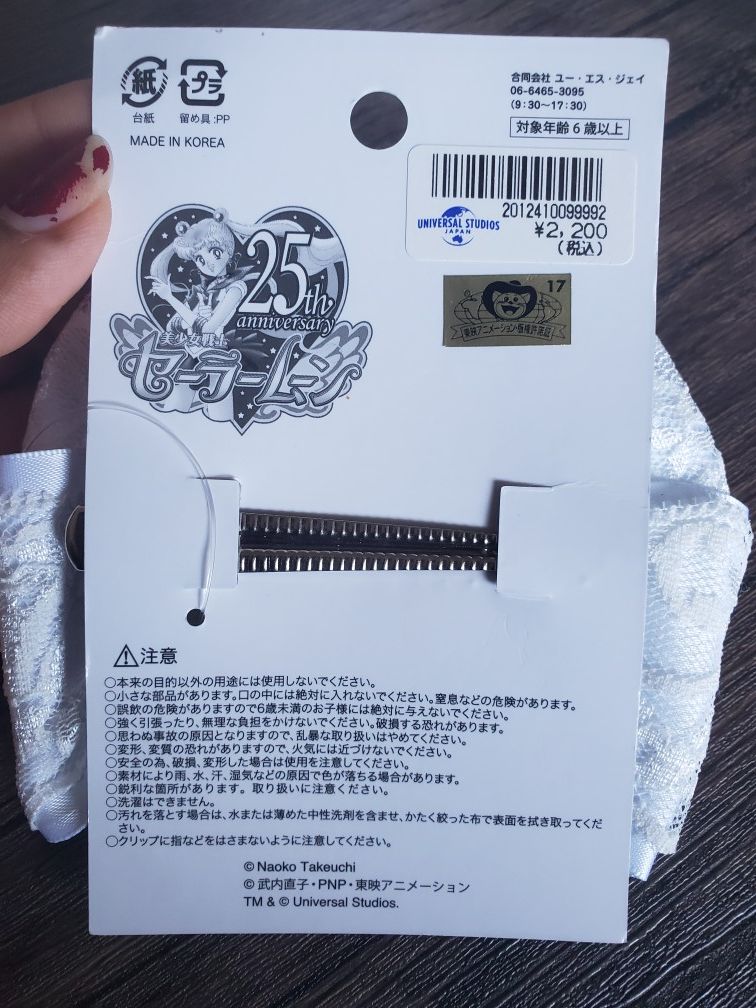 紙
プラ
台紙
留め具:PP
MADE IN KOREA
合同会社 ユー・エス・ジェイ
06-6465-3095
(9:30~17:30)
対象年齢6歳以上
2012410099992
UNIVERSAL STUDIOS
JAPAN
¥2,200
(税込)
17
東映アニメーション・版権許諾証
25th
anniversary
美少女戦士
セーラームーン
注意
○本来の目的以外の用途には使用しないでください。
○小さな部品があります。口の中には絶対に入れないでください。窒息などの危険があります。
○誤飲の危険がありますので6歳未満のお子様には絶対に与えないでください。
○強く引張ったり、無理な負担をかけないでください。破損する恐れがあります。
○思わぬ事故の原因となりますので、乱暴な取り扱いはやめてください。
○変形、変質の恐れがありますので、火気には近づけないでください。
○安全の為、破損、変形した場合は使用を注意してください。
○素材により雨、水、汗、湿気などの原因で色が落ちる場合があります。
○鋭利な箇所があります。取り扱いに注意ください。
○洗濯はできません。
○汚れを落とす場合は、水または薄めた中性洗剤を含ませ、かたく絞った布で表面を拭き取ってくだ
さい。
○クリップに指などをはさまないように注意してください。
© Naoko Takeuchi
© 武内直子・PNP・東映アニメーション
TM & © Universal Studios.